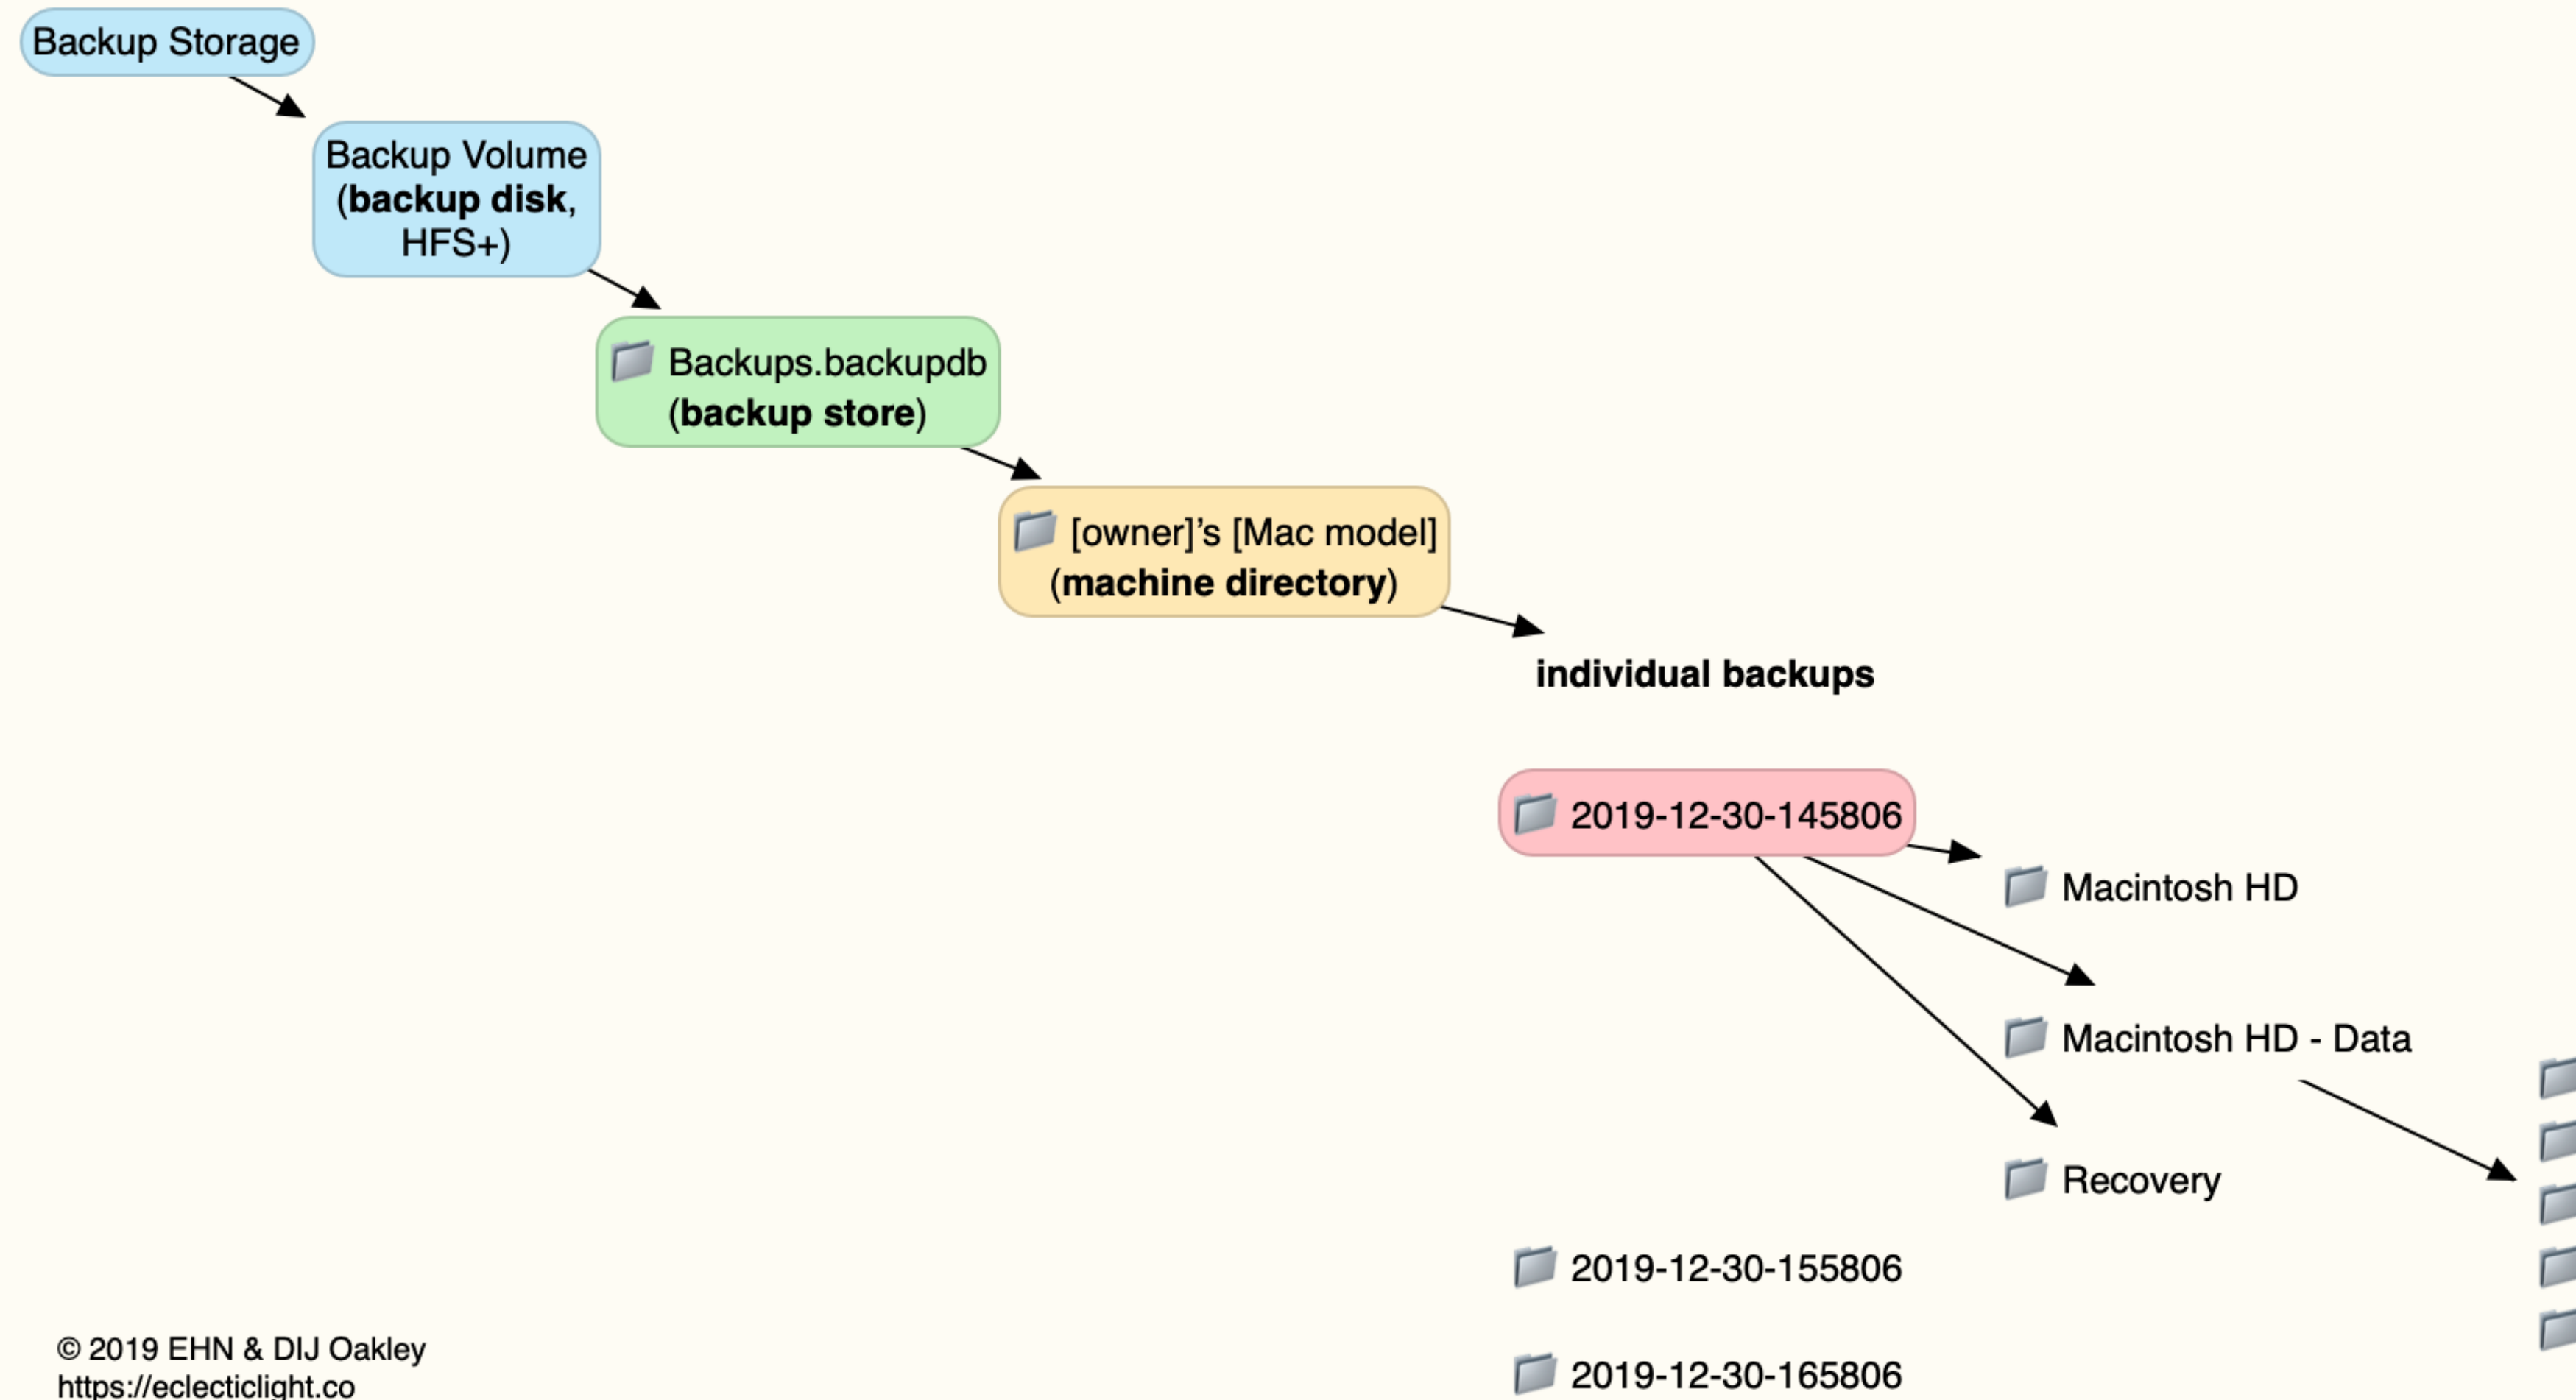 Backup Storage
Backup Volume
(backup disk,
HFS+)
Backups.backupdb
(backup store)
[owner]’s [Mac model]
(machine directory)
individual backups
2019-12-30-145806
Macintosh HD
Macintosh HD - Data
Recovery
2019-12-30-155806
2019-12-30-165806
© 2019 EHN & DIJ Oakley
https://eclecticlight.co